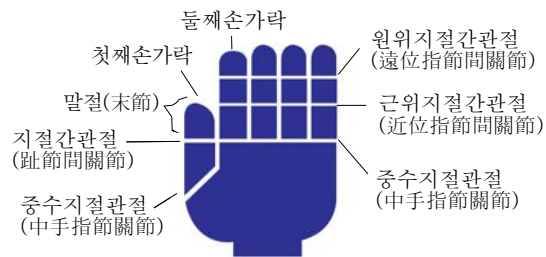 둘째손가락
첫째손가락
말절(末節)
지절간관절
(趾節間關節)
중수지절관절
(中手指節關節)
원위지절간관절
(遠位指節間關節)
근위지절간관절
(近位指節間關節)
중수지절관절
(中手指節關節)